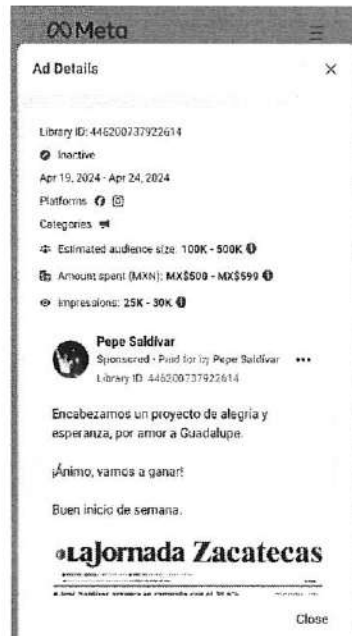 Meta
Ad Details
Library ID: 446200737922614
Inactive
Apr 19, 2024 - Apr 24, 2024
Platforms
Categories
Estimated audience size: 100K - 500K
Amount spent (MXN): MX$500 - MX$599
Impressions: 25K - 30K
Pepe Saldívar
Sponsored • Paid for by Pepe Saldívar
Library ID: 446200737922614
Encabezamos un proyecto de alegría y
esperanza, por amor a Guadalupe.
¡Ánimo, vamos a ganar!
Buen inicio de semana.
LaJornada Zacatecas
Close